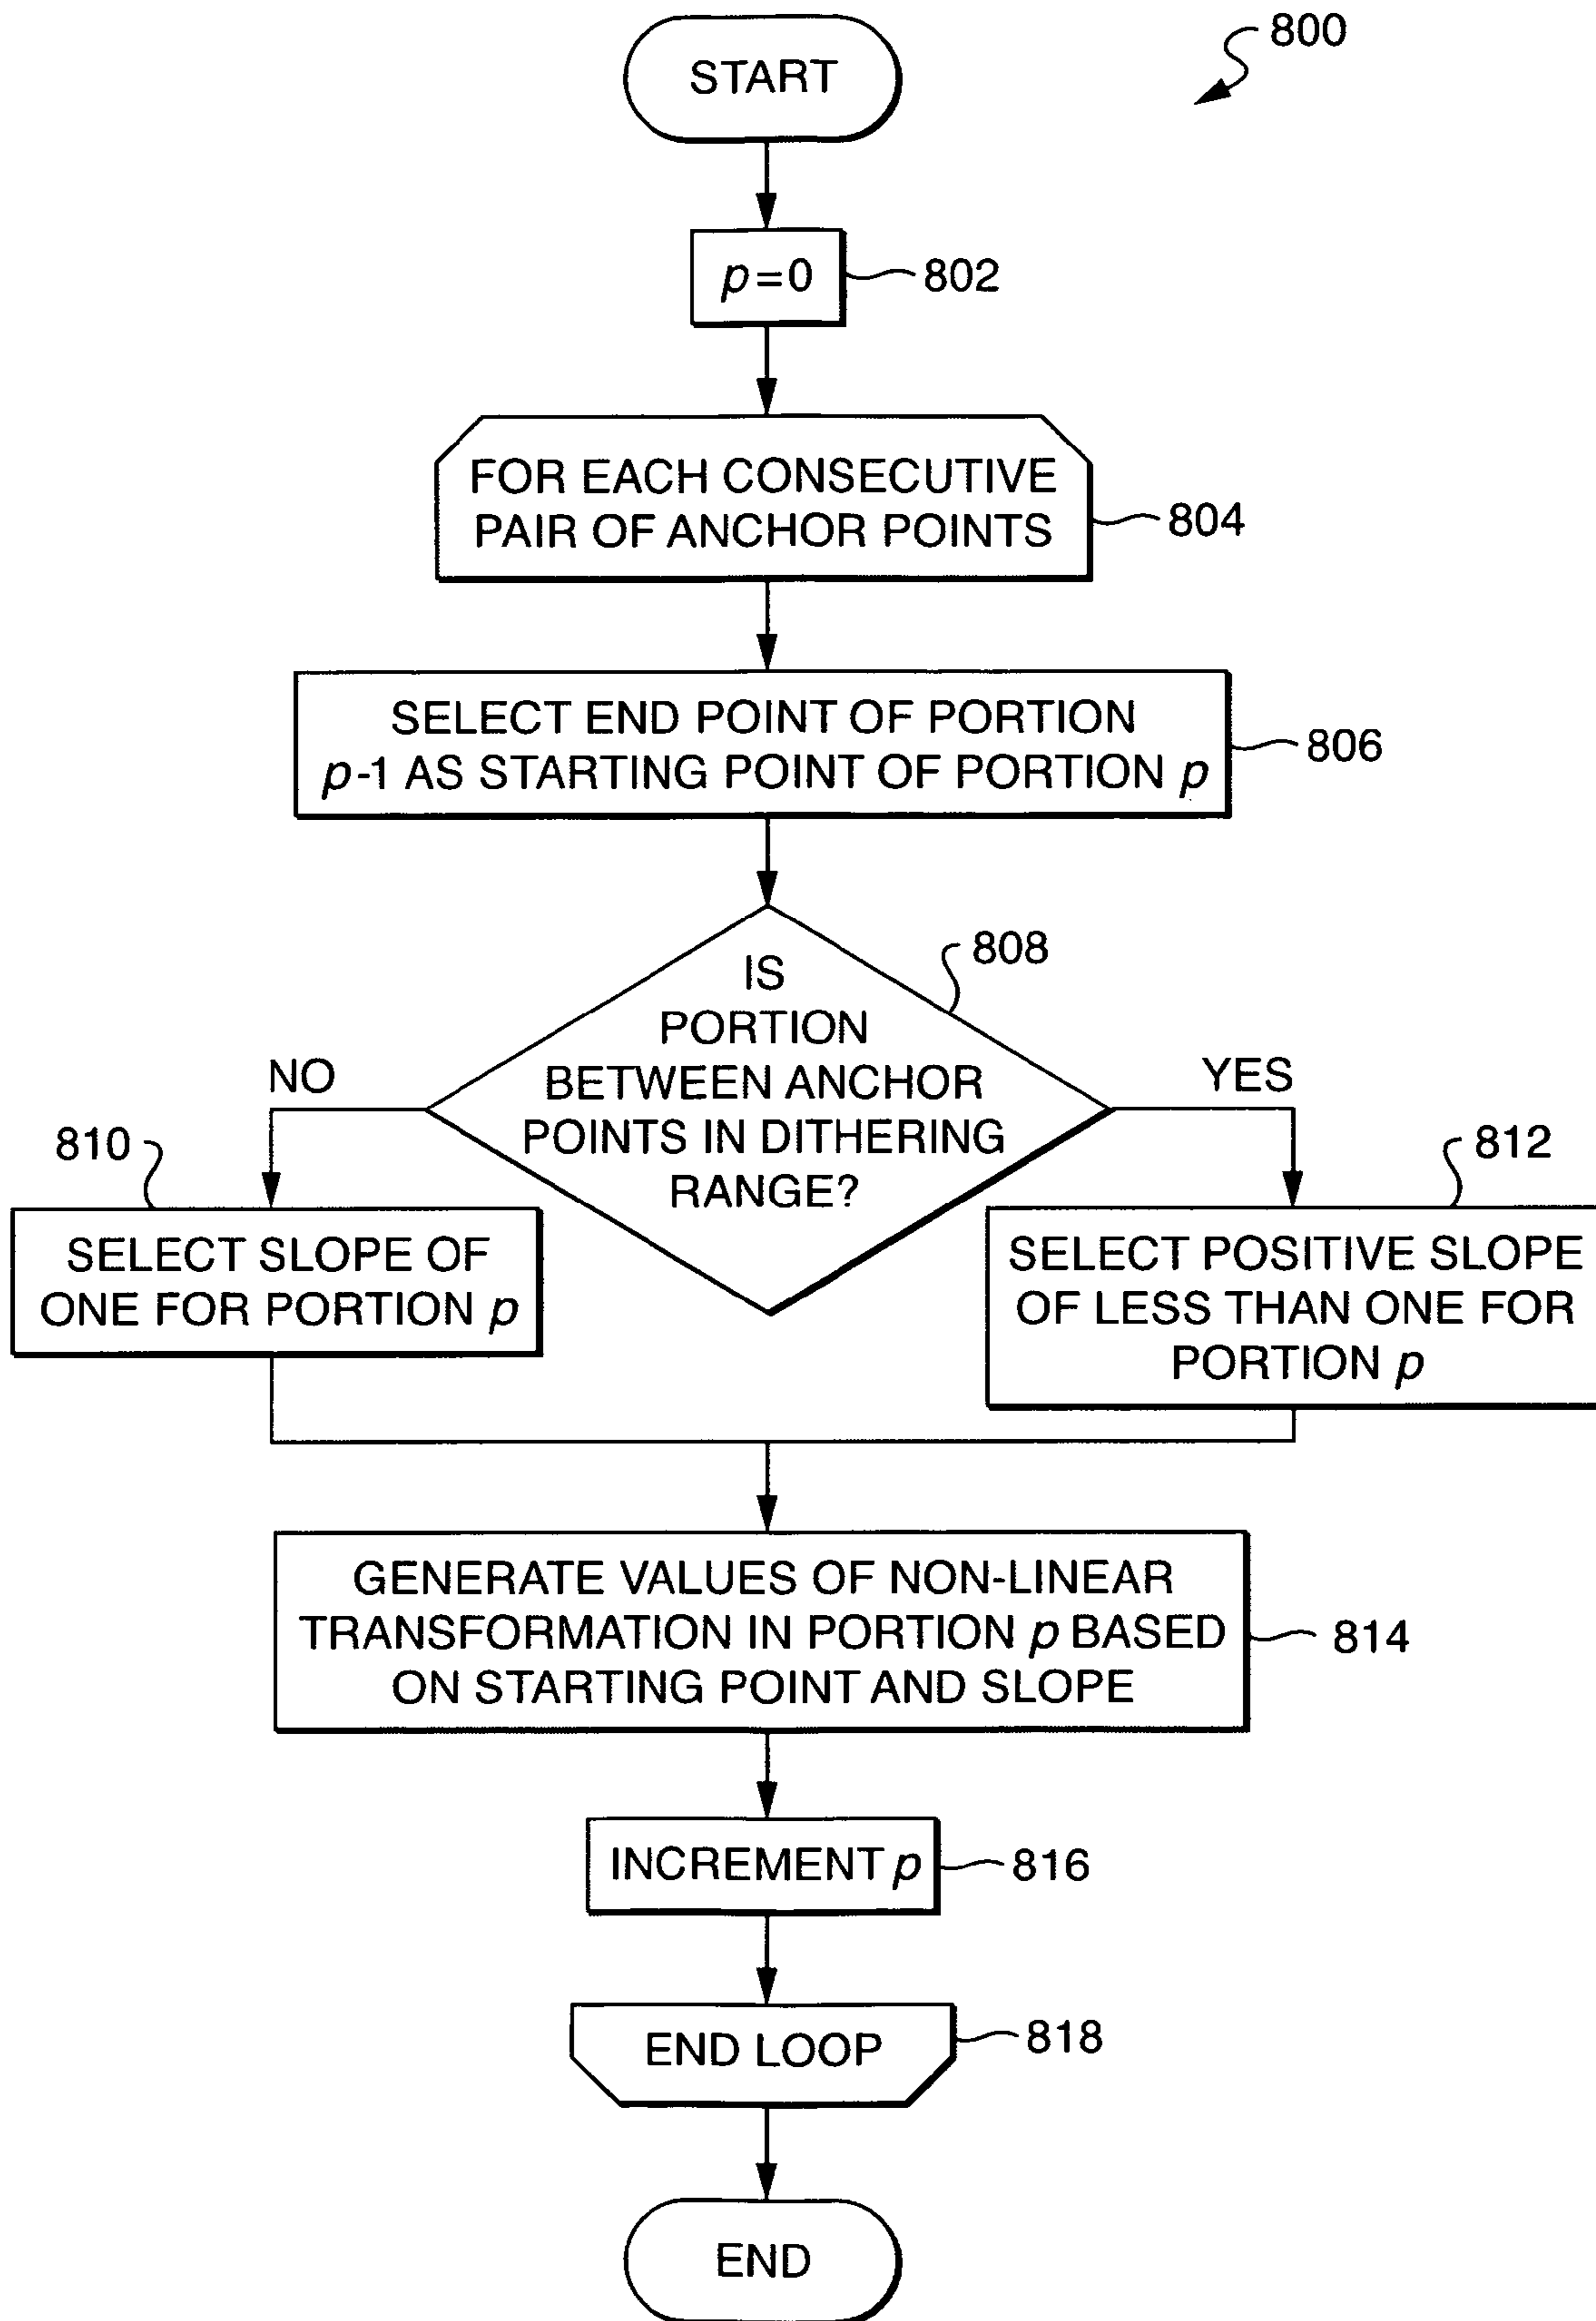 800
START
p=0
802
FOR EACH CONSECUTIVE
PAIR OF ANCHOR POINTS
804
SELECT END POINT OF PORTION
p-1 AS STARTING POINT OF PORTION p
806
808
IS
PORTION
BETWEEN ANCHOR
POINTS IN DITHERING
RANGE?
NO
YES
810
SELECT SLOPE OF
ONE FOR PORTION p
812
SELECT POSITIVE SLOPE
OF LESS THAN ONE FOR
PORTION p
GENERATE VALUES OF NON-LINEAR
TRANSFORMATION IN PORTION p BASED
ON STARTING POINT AND SLOPE
814
INCREMENT p
816
END LOOP
818
END